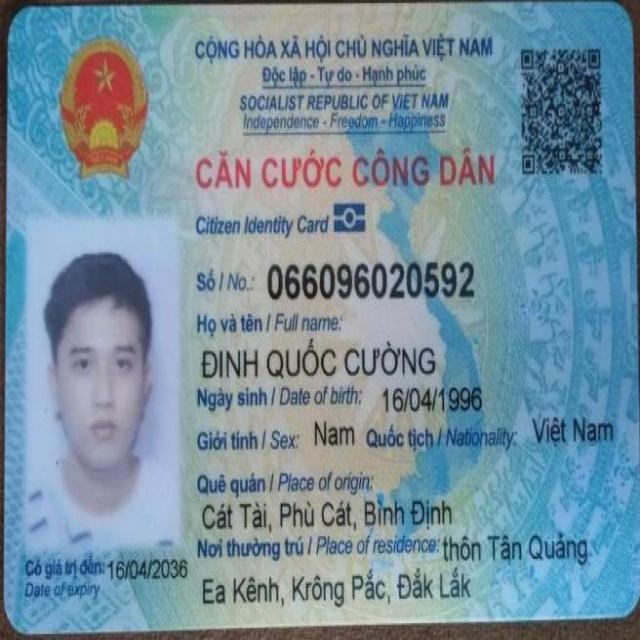 CỘNG HÒA XÃ HỘI CHỦ NGHĨA VIỆT NAM
Độc lập - Tự do - Hạnh phúc
SOCIALIST REPUBLIC OF VIET NAM
Independence - Freedom - Happiness
CĂN CƯỚC CÔNG DÂN
Citizen Identity Card
Số / No.: 066096020592
Họ và tên / Full name:
ĐINH QUỐC CƯỜNG
Ngày sinh / Date of birth: 16/04/1996
Giới tính / Sex: Nam Quốc tịch / Nationality: Việt Nam
Quê quán / Place of origin:
Cát Tài, Phù Cát, Bình Định
Nơi thường trú / Place of residence: thôn Tân Quảng
Ea Kênh, Krông Pắc, Đắk Lắk
Có giá trị đến: 16/04/2036
Date of expiry